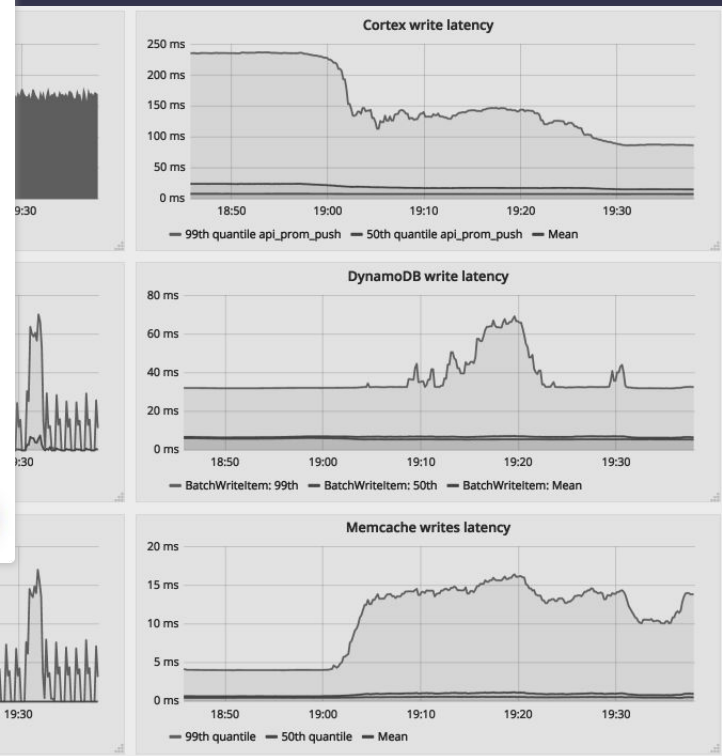 Cortex write latency
250 ms
200 ms
150 ms
100 ms
50 ms
0 ms
18:50 19:00 19:10 19:20 19:30
99th quantile api_prom_push 50th quantile api_prom_push Mean
9:30
DynamoDB write latency
80 ms
60 ms
40 ms
20 ms
0 ms
18:50 19:00 19:10 19:20 19:30
BatchWriteItem: 99th BatchWriteItem: 50th BatchWriteItem: Mean
9:30
Memcache writes latency
20 ms
15 ms
10 ms
5 ms
0 ms
18:50 19:00 19:10 19:20 19:30
99th quantile 50th quantile Mean
19:30